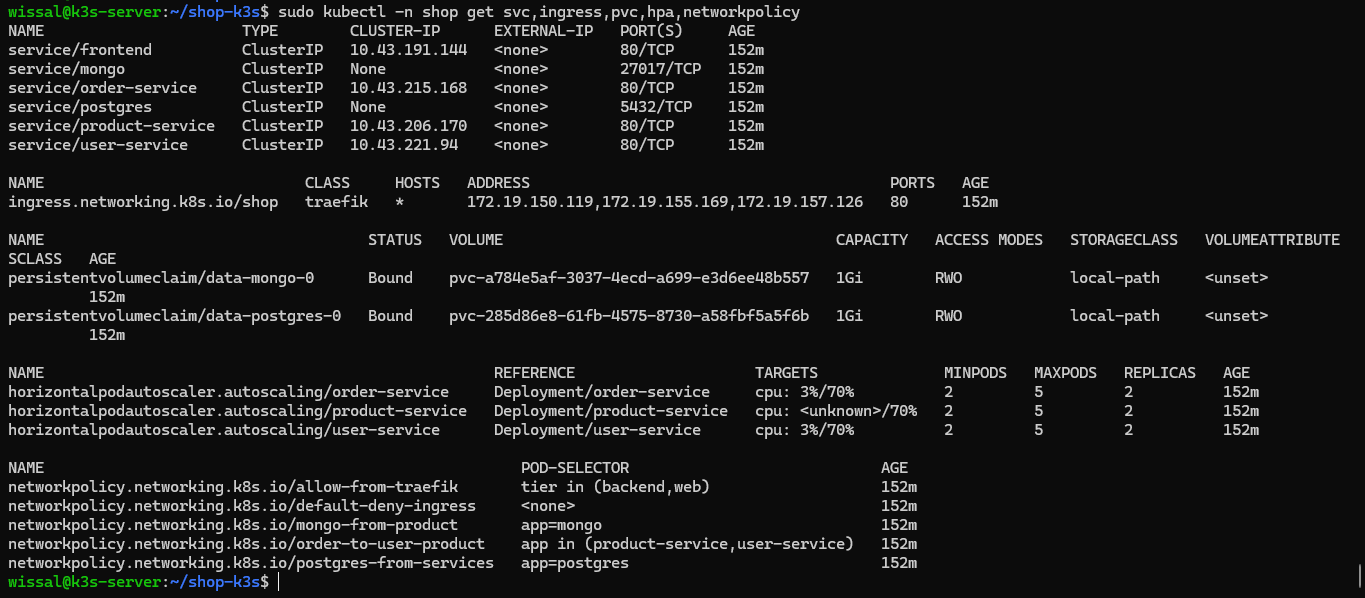 wissal@k3s-server:~/shop-k3s$ sudo kubectl -n shop get svc,ingress,pvc,hpa,networkpolicy
NAME                      TYPE        CLUSTER-IP      EXTERNAL-IP   PORT(S)     AGE
service/frontend          ClusterIP   10.43.191.144   <none>        80/TCP      152m
service/mongo             ClusterIP   None            <none>        27017/TCP   152m
service/order-service     ClusterIP   10.43.215.168   <none>        80/TCP      152m
service/postgres          ClusterIP   None            <none>        5432/TCP    152m
service/product-service   ClusterIP   10.43.206.170   <none>        80/TCP      152m
service/user-service      ClusterIP   10.43.221.94    <none>        80/TCP      152m

NAME                             CLASS     HOSTS   ADDRESS                                        PORTS   AGE
ingress.networking.k8s.io/shop   traefik   *       172.19.150.119,172.19.155.169,172.19.157.126   80      152m

NAME                                    STATUS   VOLUME                                     CAPACITY   ACCESS MODES   STORAGECLASS   VOLUMEATTRIBUTE
SCLASS   AGE
persistentvolumeclaim/data-mongo-0      Bound    pvc-a784e5af-3037-4ecd-a699-e3d6ee48b557   1Gi        RWO            local-path     <unset>
         152m
persistentvolumeclaim/data-postgres-0   Bound    pvc-285d86e8-61fb-4575-8730-a58fbf5a5f6b   1Gi        RWO            local-path     <unset>
         152m

NAME                                                  REFERENCE                    TARGETS              MINPODS   MAXPODS   REPLICAS   AGE
horizontalpodautoscaler.autoscaling/order-service     Deployment/order-service     cpu: 3%/70%          2         5         2          152m
horizontalpodautoscaler.autoscaling/product-service   Deployment/product-service   cpu: <unknown>/70%   2         5         2          152m
horizontalpodautoscaler.autoscaling/user-service      Deployment/user-service      cpu: 3%/70%          2         5         2          152m

NAME                                                     POD-SELECTOR                            AGE
networkpolicy.networking.k8s.io/allow-from-traefik       tier in (backend,web)                   152m
networkpolicy.networking.k8s.io/default-deny-ingress     <none>                                  152m
networkpolicy.networking.k8s.io/mongo-from-product       app=mongo                               152m
networkpolicy.networking.k8s.io/order-to-user-product    app in (product-service,user-service)   152m
networkpolicy.networking.k8s.io/postgres-from-services   app=postgres                            152m
wissal@k3s-server:~/shop-k3s$